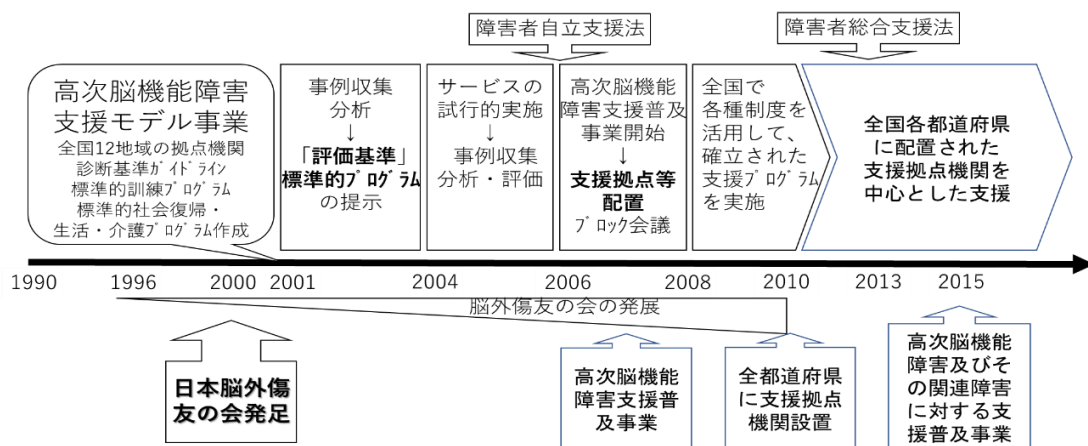 障害者自立支援法
障害者総合支援法
高次脳機能障害
支援モデル事業
全国12地域の拠点機関
診断基準ｶﾞｲﾄﾞﾗｲﾝ
標準的訓練ﾌﾟﾛｸﾞﾗﾑ
標準的社会復帰・
生活・介護ﾌﾟﾛｸﾞﾗﾑ作成
事例収集
分析
↓
「評価基準」
標準的ﾌﾟﾛｸﾞﾗﾑ
の提示
サービスの
試行的実施
↓
事例収集
分析・評価
高次脳機能
障害支援普及
事業開始
↓
支援拠点等
配置
ﾌﾞﾛｯｸ会議
全国で
各種制度を
活用して、
確立された
支援ﾌﾟﾛｸﾞﾗﾑ
を実施
全国各都道府県
に配置された
支援拠点機関を
中心とした支援
1990 1996 2000 2001 2004 2006 2008 2010 2013 2015
脳外傷友の会の発展
日本脳外傷
友の会発足
高次脳機能
障害支援普
及事業
全都道府県
に支援拠点
機関設置
高次脳機能
障害及びそ
の関連障害
に対する支
援普及事業